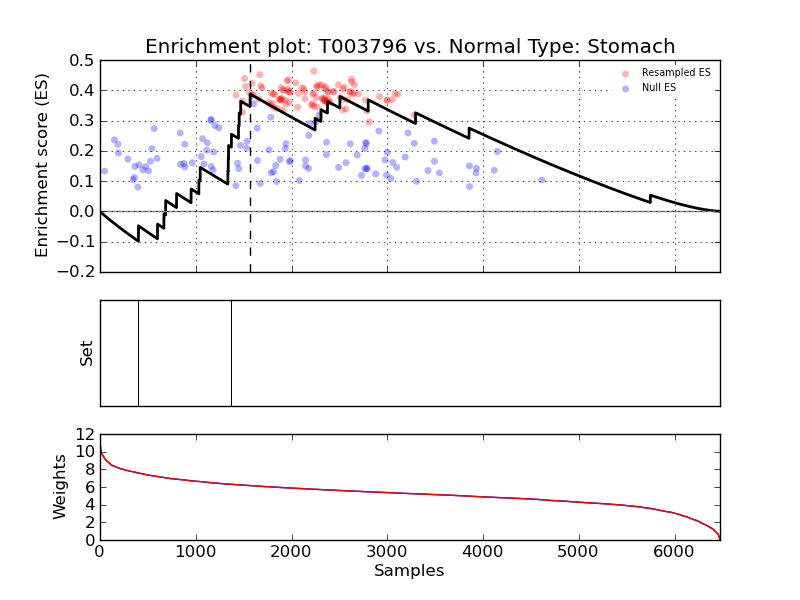 Enrichment plot: T003796 vs. Normal Type: Stomach
Enrichment score (ES)
0.5
0.4
0.3
0.2
0.1
0.0
−0.1
−0.2
Resampled ES
Null ES
Set
Weights
12
10
8
6
4
2
0
0 1000 2000 3000 4000 5000 6000
Samples